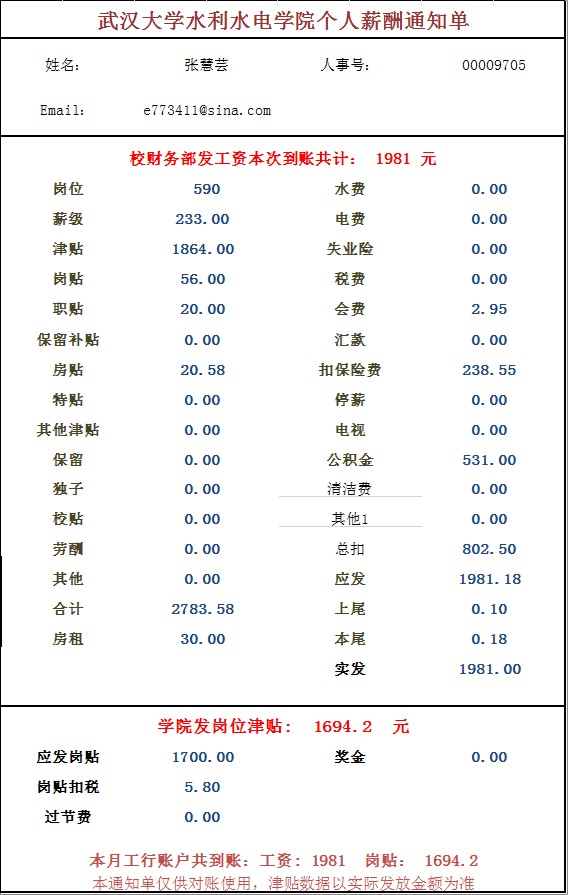 武汉大学水利水电学院个人薪酬通知单
姓名: 张慧芸 人事号: 00009705
Email: e773411@sina.com
校财务部发工资本次到账共计: 1981 元
岗位 590 水费 0.00
薪级 233.00 电费 0.00
津贴 1864.00 失业险 0.00
岗贴 56.00 税费 0.00
职贴 20.00 会费 2.95
保留补贴 0.00 汇款 0.00
房贴 20.58 扣保险费 238.55
特贴 0.00 停薪 0.00
其他津贴 0.00 电视 0.00
保留 0.00 公积金 531.00
独子 0.00 清洁费 0.00
校贴 0.00 其他1 0.00
劳酬 0.00 总扣 802.50
其他 0.00 应发 1981.18
合计 2783.58 上尾 0.10
房租 30.00 本尾 0.18
实发 1981.00
学院发岗位津贴: 1694.2 元
应发岗贴 1700.00 奖金 0.00
岗贴扣税 5.80
过节费 0.00
本月工行账户共到账: 工资: 1981 岗贴: 1694.2
本通知单仅供对账使用，津贴数据以实际发放金额为准